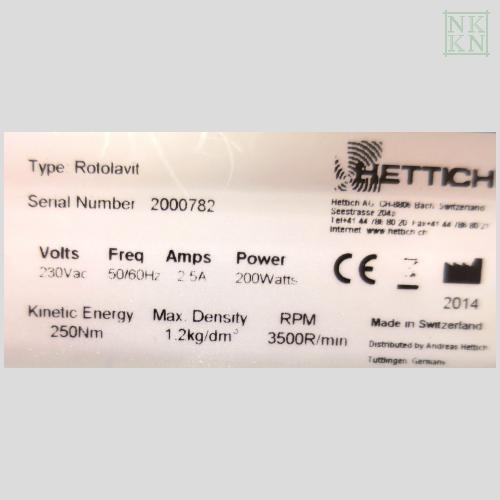 NK
KN
Type: Rotolavit
HETTICH
Serial Number 2000782
Hettich AG, CH-8806 Bäch, Switzerland
Seestrasse 204a
Tel+41 44 786 80 20 Fax+41 44 786 80 21
Internet: www.hettich.ch
Volts Freq Amps Power
230Vac 50/60Hz 2.5A 200Watts
CE
2014
Kinetic Energy Max. Density RPM
250Nm 1.2kg/dm³ 3500R/min
Made in Switzerland
Distributed by Andreas Hettich
Tuttlingen, Germany